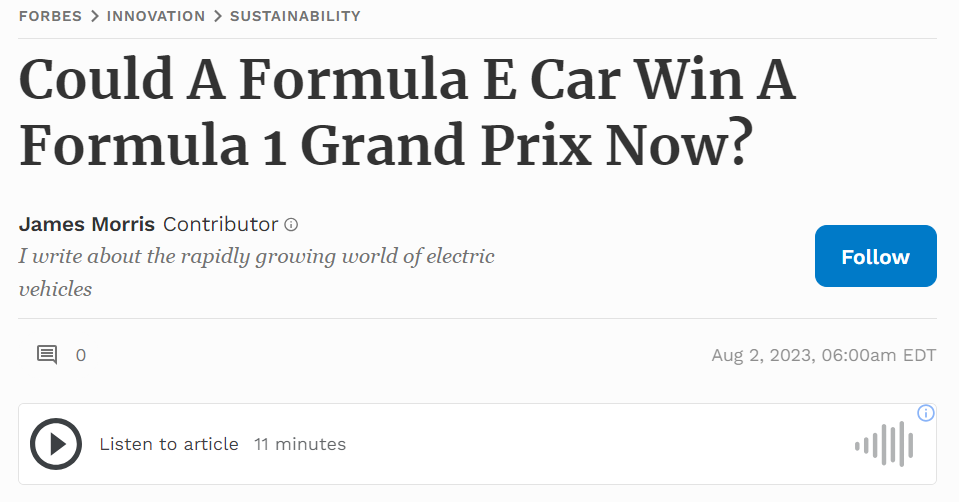 FORBES > INNOVATION > SUSTAINABILITY
Could A Formula E Car Win A
Formula 1 Grand Prix Now?
James Morris Contributor
I write about the rapidly growing world of electric
vehicles
Follow
0
Aug 2, 2023, 06:00am EDT
Listen to article 11 minutes